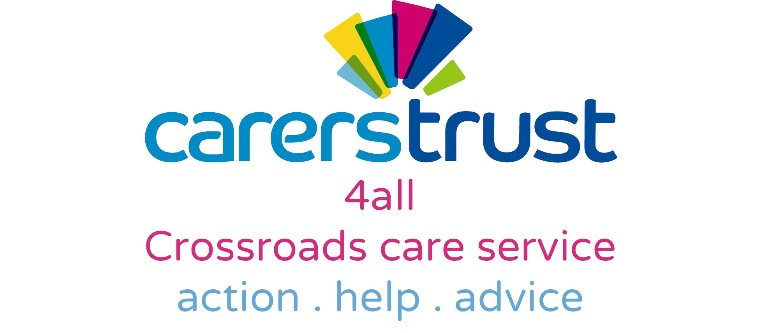 carerstrust
4all
Crossroads care service
action . help . advice